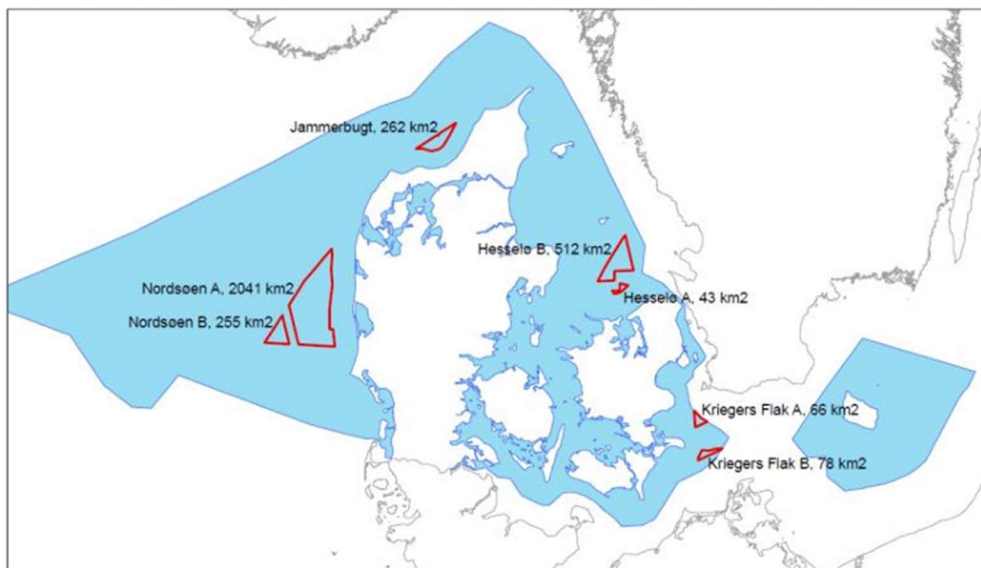 Jammerbugt, 262 km2
Hesselø B, 512 km2
Nordsøen A, 2041 km2
Hesselø A, 43 km2
Nordsøen B, 255 km2
Kriegers Flak A, 66 km2
Kriegers Flak B, 78 km2